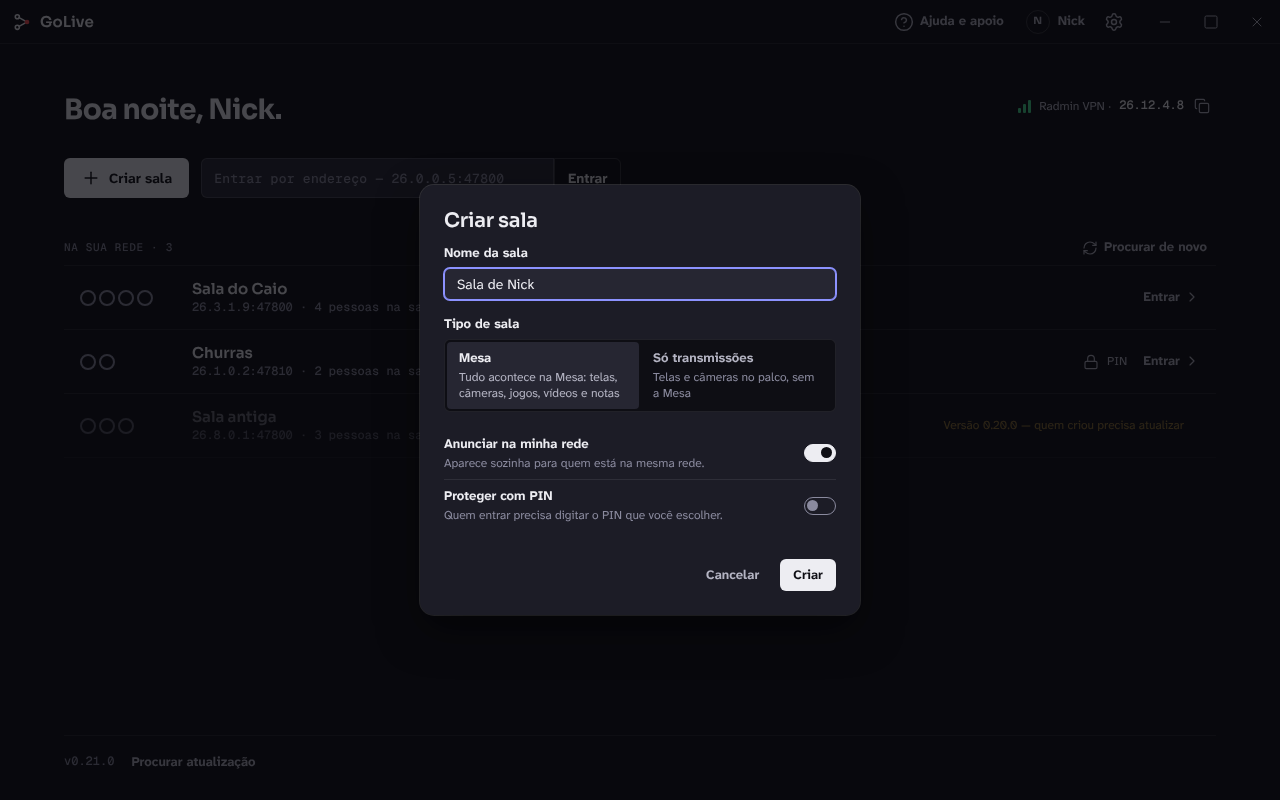 GoLive
Ajuda e apoio
N Nick
Boa noite, Nick.
Radmin VPN · 26.12.4.8
Criar sala
Entrar por endereço — 26.0.0.5:47800
Entrar
NA SUA REDE · 3
Procurar de novo
Sala do Caio
26.3.1.9:47800 · 4 pessoas na sa
Entrar
Churras
26.1.0.2:47810 · 2 pessoas na sa
PIN Entrar
Sala antiga
26.8.0.1:47800 · 3 pessoas na sa
Versão 0.20.0 — quem criou precisa atualizar
Criar sala
Nome da sala
Sala de Nick
Tipo de sala
Mesa
Tudo acontece na Mesa: telas,
câmeras, jogos, vídeos e notas
Só transmissões
Telas e câmeras no palco, sem
a Mesa
Anunciar na minha rede
Aparece sozinha para quem está na mesma rede.
Proteger com PIN
Quem entrar precisa digitar o PIN que você escolher.
Cancelar
Criar
v0.21.0
Procurar atualização